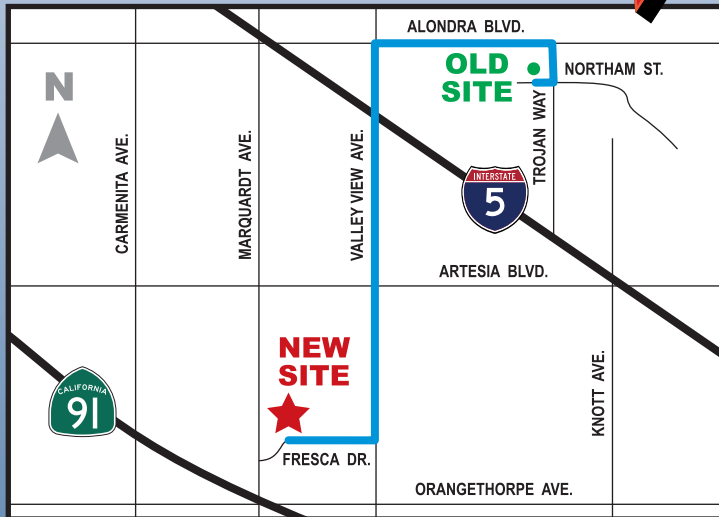 ALONDRA BLVD.
OLD
SITE
NORTHAM ST.
N
TROJAN WAY
CARMENITA AVE.
MARQUARDT AVE.
VALLEY VIEW AVE.
INTERSTATE
5
ARTESIA BLVD.
NEW
SITE
KNOTT AVE.
CALIFORNIA
91
FRESCA DR.
ORANGETHORPE AVE.